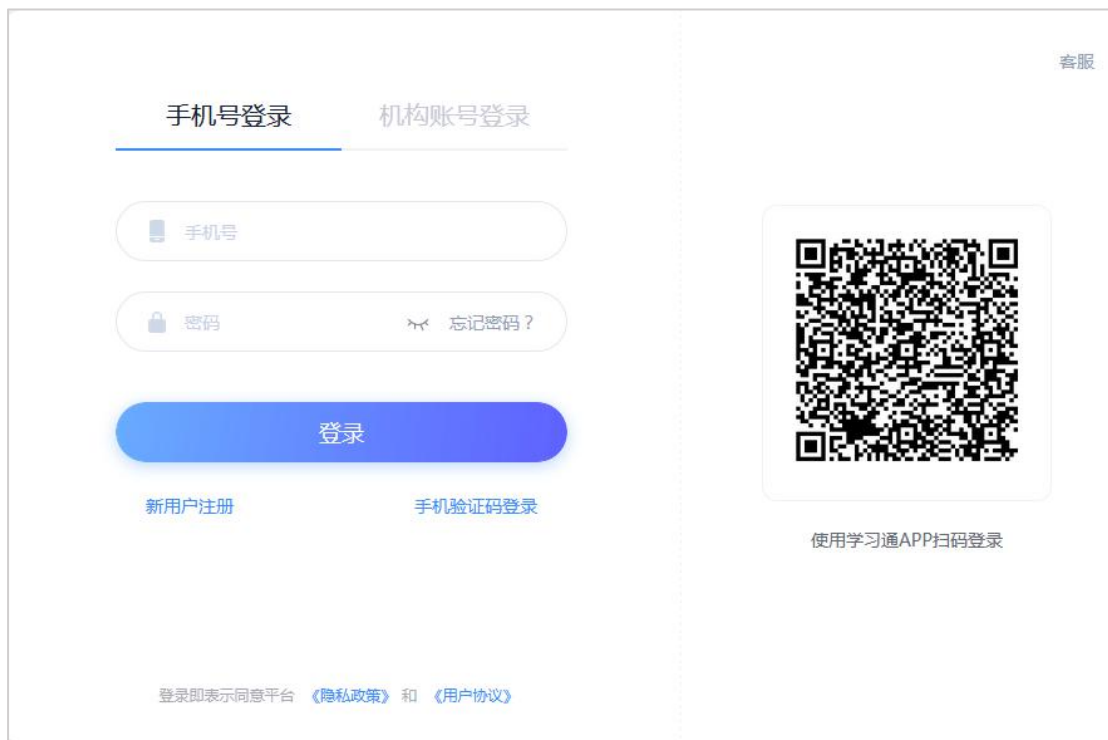 客服
手机号登录 机构账号登录
手机号
密码 忘记密码？
登录
新用户注册 手机验证码登录
使用学习通APP扫码登录
登录即表示同意平台 《隐私政策》 和 《用户协议》